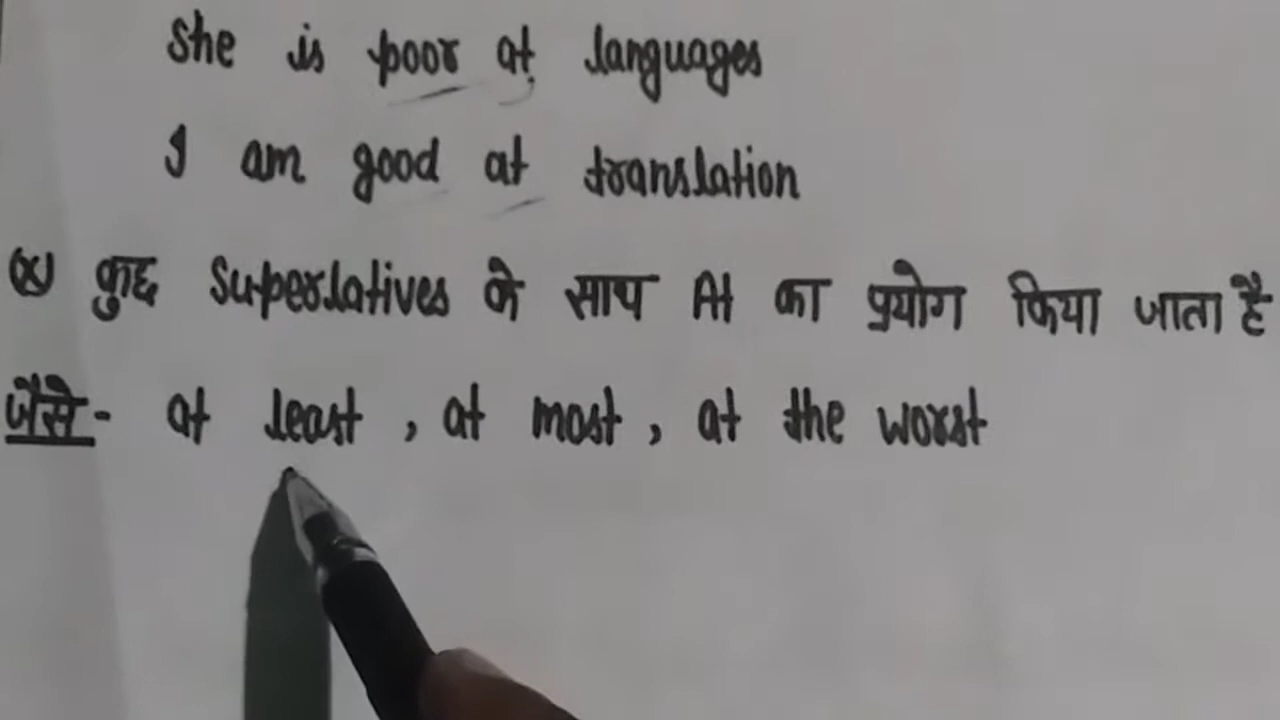 She is poor at languages
I am good at translation
(x) कुछ Superlatives के साथ At का प्रयोग किया जाता है
जैसे - at least, at most, at the worst